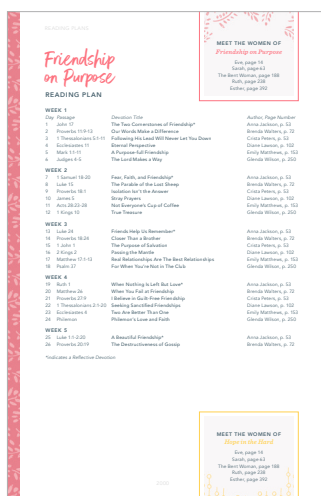 READING PLANS
Friendship
on Purpose
READING PLAN
MEET THE WOMEN OF
Friendship on Purpose
Eve, page 14
Sarah, page 63
The Bent Woman, page 188
Ruth, page 238
Esther, page 392
WEEK 1
Day Passage Devotion Title Author, Page Number
1 John 17 The Two Cornerstones of Friendship* Anna Jackson, p. 53
2 Proverbs 11:9-13 Our Words Make a Difference Brenda Walters, p. 72
3 1 Thessalonians 5:1-11 Following His Lead Will Never Let You Down Crista Peters, p. 53
4 Ecclesiastes 11 Eternal Perspective Diane Lawson, p. 102
5 Mark 1:1-11 A Purpose-full Friendship Emily Matthews, p. 153
6 Judges 4-5 The Lord Makes a Way Glenda Wilson, p. 250
WEEK 2
7 1 Samuel 18-20 Fear, Faith, and Friendship* Anna Jackson, p. 53
8 Luke 15 The Parable of the Lost Sheep Brenda Walters, p. 72
9 Proverbs 18:1 Isolation Isn't the Answer Crista Peters, p. 53
10 James 5 Stray Prayers Diane Lawson, p. 102
11 Acts 28:23-28 Not Everyone's Cup of Coffee Emily Matthews, p. 153
12 1 Kings 10 True Treasure Glenda Wilson, p. 250
WEEK 3
13 Luke 24 Friends Help Us Remember* Anna Jackson, p. 53
14 Proverbs 18:24 Closer Than a Brother Brenda Walters, p. 72
15 1 John 1 The Purpose of Salvation Crista Peters, p. 53
16 2 Kings 2 Passing the Mantle Diane Lawson, p. 102
17 Matthew 17:1-13 Real Relationships Are The Best Relationships Emily Matthews, p. 153
18 Psalm 37 For When You're Not in The Club Glenda Wilson, p. 250
WEEK 4
19 Ruth 1 When Nothing Is Left But Love* Anna Jackson, p. 53
20 Matthew 26 When You Fail at Friendship Brenda Walters, p. 72
21 Proverbs 27:9 I Believe in Guilt-Free Friendship Crista Peters, p. 53
22 1 Thessalonians 2:1-20 Seeking Sanctified Friendships Diane Lawson, p. 102
23 Ecclesiastes 4 Two Are Better Than One Emily Matthews, p. 153
24 Philemon Philemon's Love and Faith Glenda Wilson, p. 250
WEEK 5
25 Luke 1:1-2:20 A Beautiful Friendship* Anna Jackson, p. 53
26 Proverbs 20:19 The Destructiveness of Gossip Brenda Walters, p. 72
*Indicates a Reflective Devotion
MEET THE WOMEN OF
Hope in the Hard
Eve, page 14
Sarah, page 63
The Bent Woman, page 188
Ruth, page 238
Esther, page 392